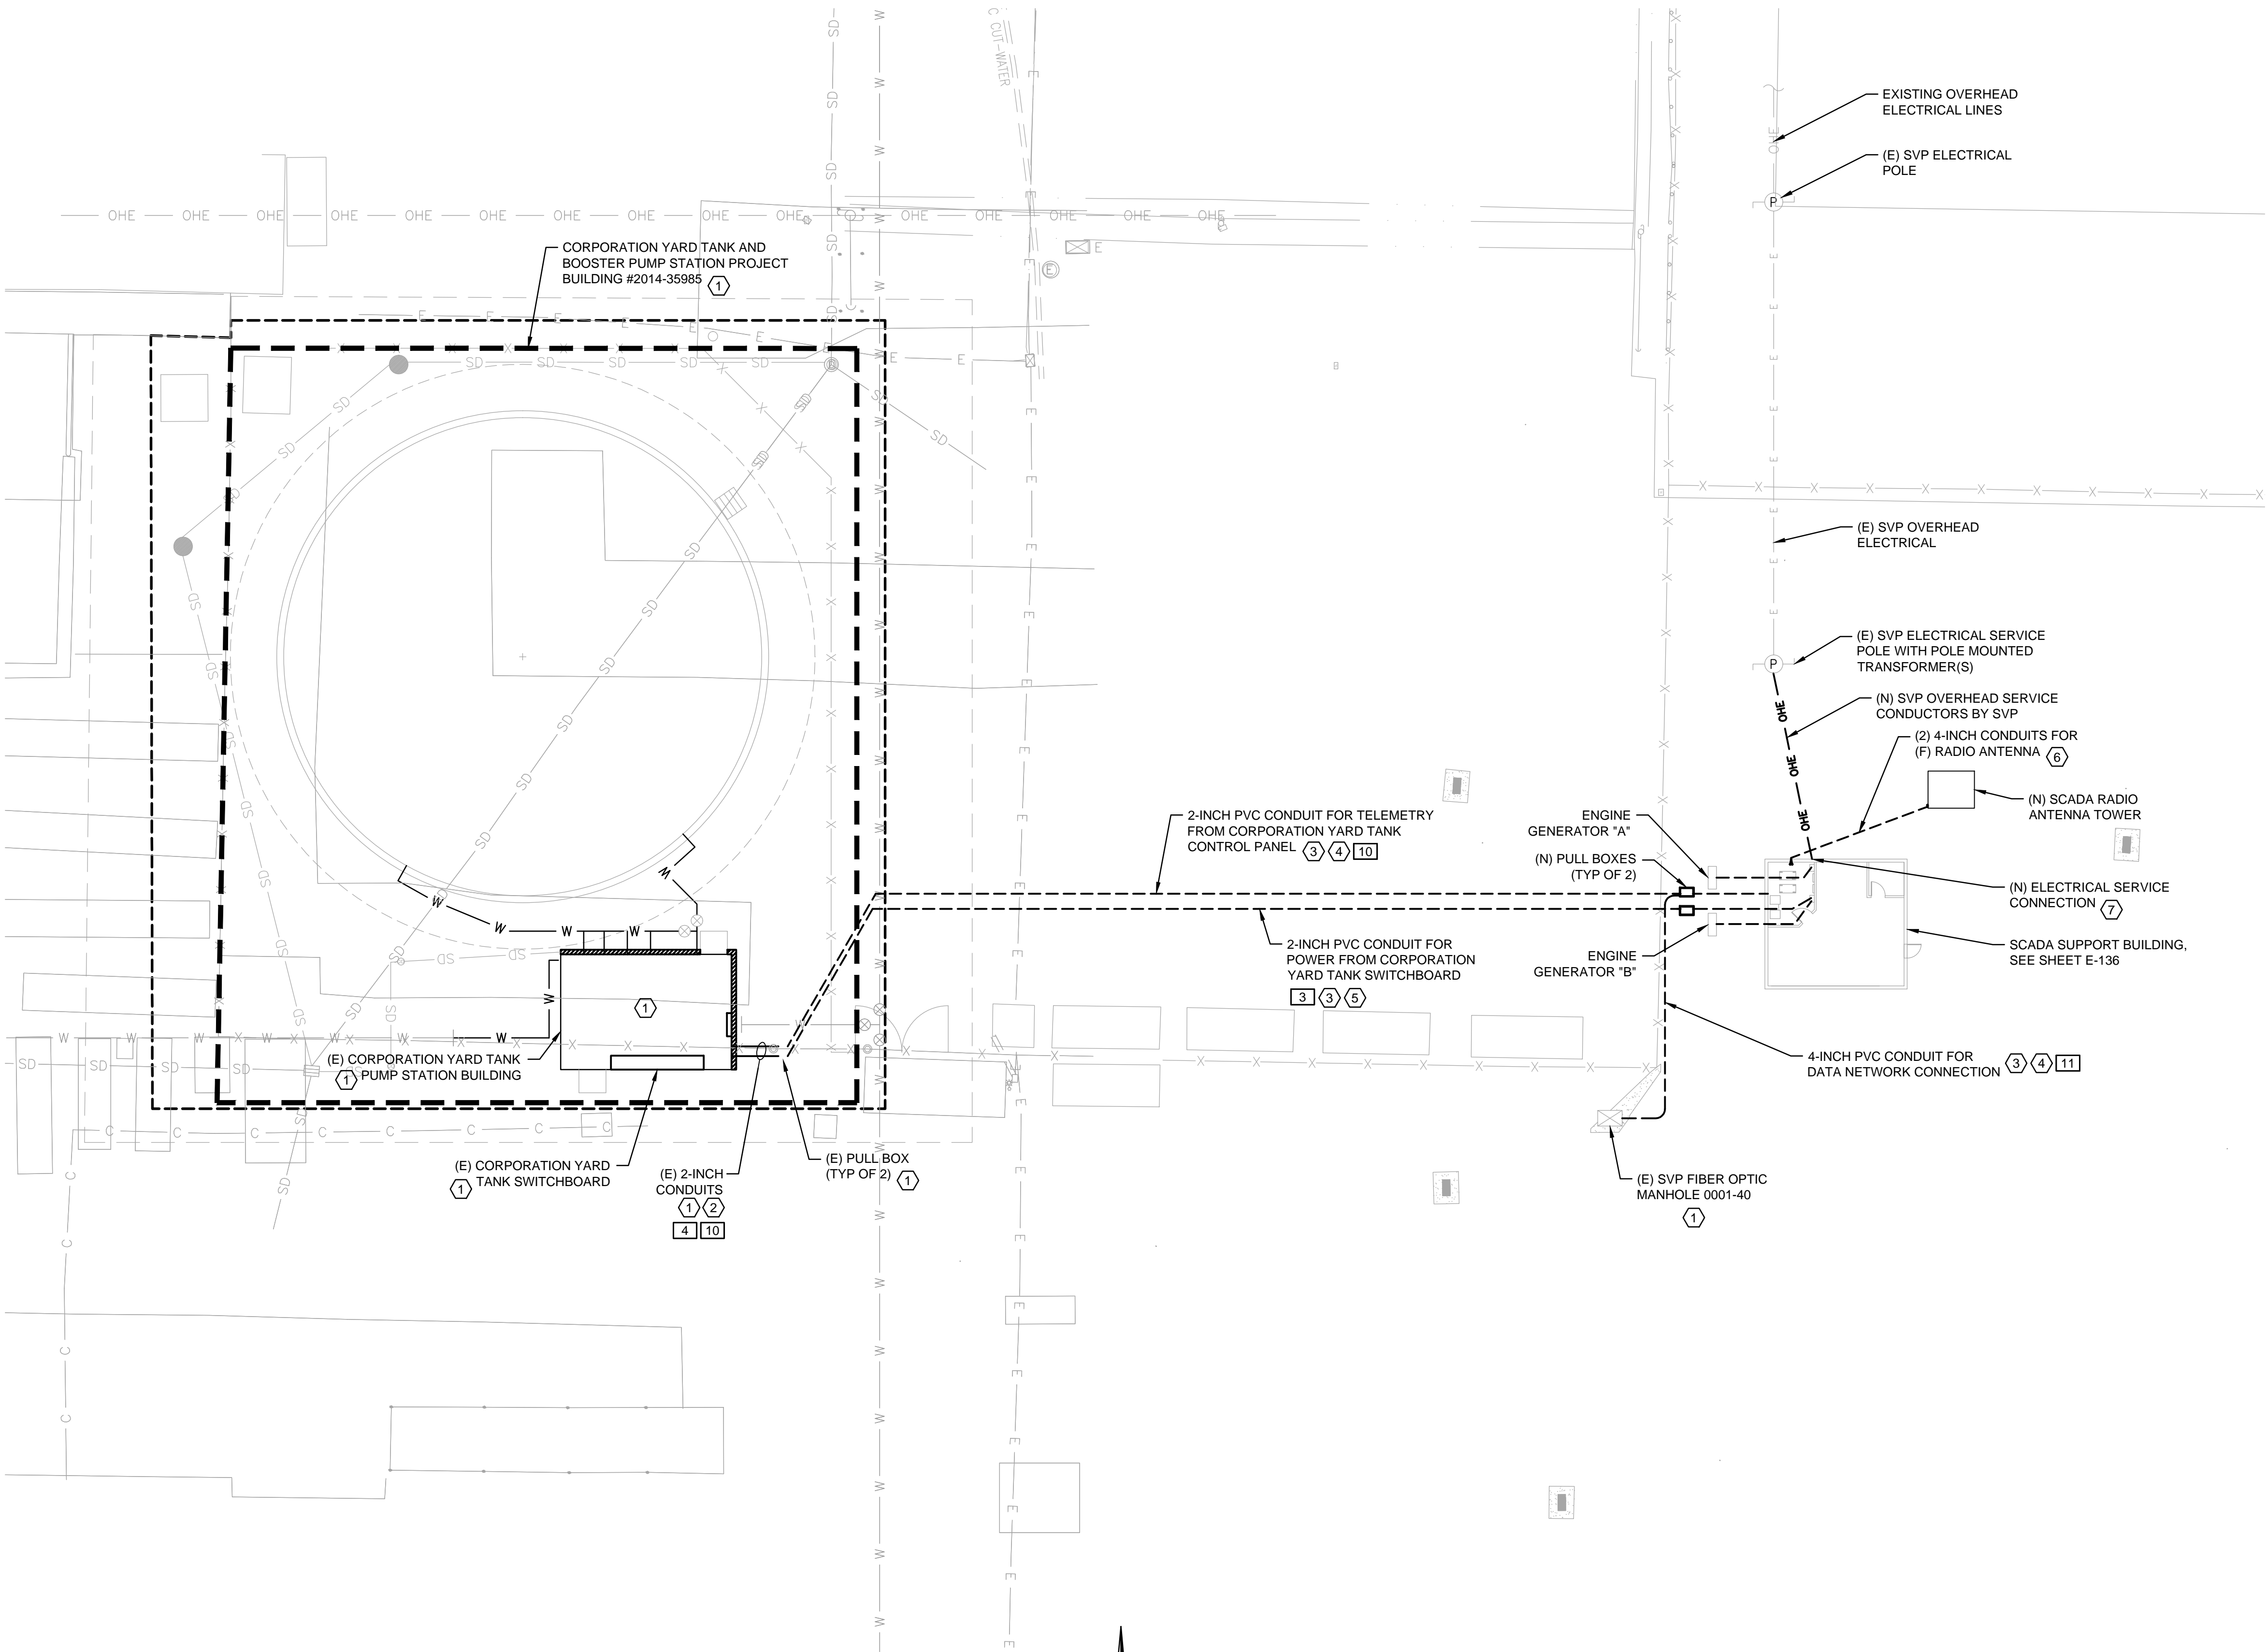 C CUT-WATER
EXISTING OVERHEAD
ELECTRICAL LINES
(E) SVP ELECTRICAL
POLE
P
OHE OHE OHE OHE OHE OHE OHE OHE OHE OHE OHE OHE OHE OHE OHE
CORPORATION YARD TANK AND
BOOSTER PUMP STATION PROJECT
BUILDING #2014-35985 1
(E) SVP OVERHEAD
ELECTRICAL
(E) SVP ELECTRICAL SERVICE
POLE WITH POLE MOUNTED
TRANSFORMER(S)
P
(N) SVP OVERHEAD SERVICE
CONDUCTORS BY SVP
OHE OHE OHE
(2) 4-INCH CONDUITS FOR
(F) RADIO ANTENNA 6
(N) SCADA RADIO
ANTENNA TOWER
2-INCH PVC CONDUIT FOR TELEMETRY
FROM CORPORATION YARD TANK
CONTROL PANEL 3 4 10
ENGINE
GENERATOR "A"
(N) PULL BOXES
(TYP OF 2)
(N) ELECTRICAL SERVICE
CONNECTION 7
2-INCH PVC CONDUIT FOR
POWER FROM CORPORATION
YARD TANK SWITCHBOARD
3 3 5
ENGINE
GENERATOR "B"
SCADA SUPPORT BUILDING,
SEE SHEET E-136
1
(E) CORPORATION YARD TANK
1 PUMP STATION BUILDING
4-INCH PVC CONDUIT FOR
DATA NETWORK CONNECTION 3 4 11
(E) CORPORATION YARD
1 TANK SWITCHBOARD
(E) 2-INCH
CONDUITS
1 2
4 10
(E) PULL BOX
(TYP OF 2) 1
(E) SVP FIBER OPTIC
MANHOLE 0001-40
1